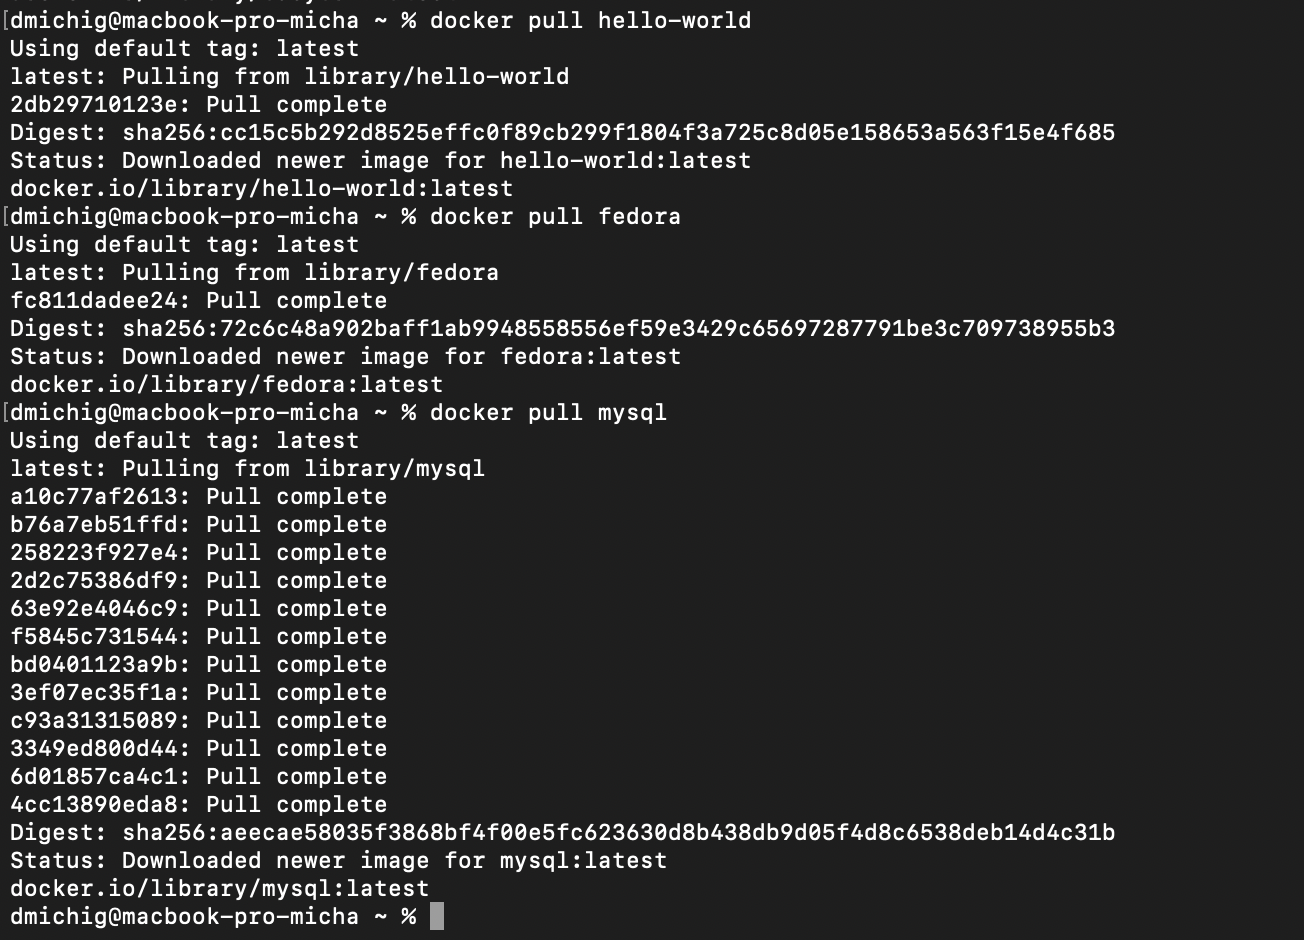 [dmichig@macbook-pro-micha ~ % docker pull hello-world
Using default tag: latest
latest: Pulling from library/hello-world
2db29710123e: Pull complete
Digest: sha256:cc15c5b292d8525effc0f89cb299f1804f3a725c8d05e158653a563f15e4f685
Status: Downloaded newer image for hello-world:latest
docker.io/library/hello-world:latest
[dmichig@macbook-pro-micha ~ % docker pull fedora
Using default tag: latest
latest: Pulling from library/fedora
fc811dadee24: Pull complete
Digest: sha256:72c6c48a902baff1ab9948558556ef59e3429c65697287791be3c709738955b3
Status: Downloaded newer image for fedora:latest
docker.io/library/fedora:latest
[dmichig@macbook-pro-micha ~ % docker pull mysql
Using default tag: latest
latest: Pulling from library/mysql
a10c77af2613: Pull complete
b76a7eb51ffd: Pull complete
258223f927e4: Pull complete
2d2c75386df9: Pull complete
63e92e4046c9: Pull complete
f5845c731544: Pull complete
bd0401123a9b: Pull complete
3ef07ec35f1a: Pull complete
c93a31315089: Pull complete
3349ed800d44: Pull complete
6d01857ca4c1: Pull complete
4cc13890eda8: Pull complete
Digest: sha256:aeecae58035f3868bf4f00e5fc623630d8b438db9d05f4d8c6538deb14d4c31b
Status: Downloaded newer image for mysql:latest
docker.io/library/mysql:latest
dmichig@macbook-pro-micha ~ %